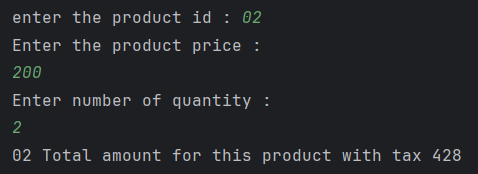 enter the product id : 02
Enter the product price :
200
Enter number of quantity :
2
02 Total amount for this product with tax 428